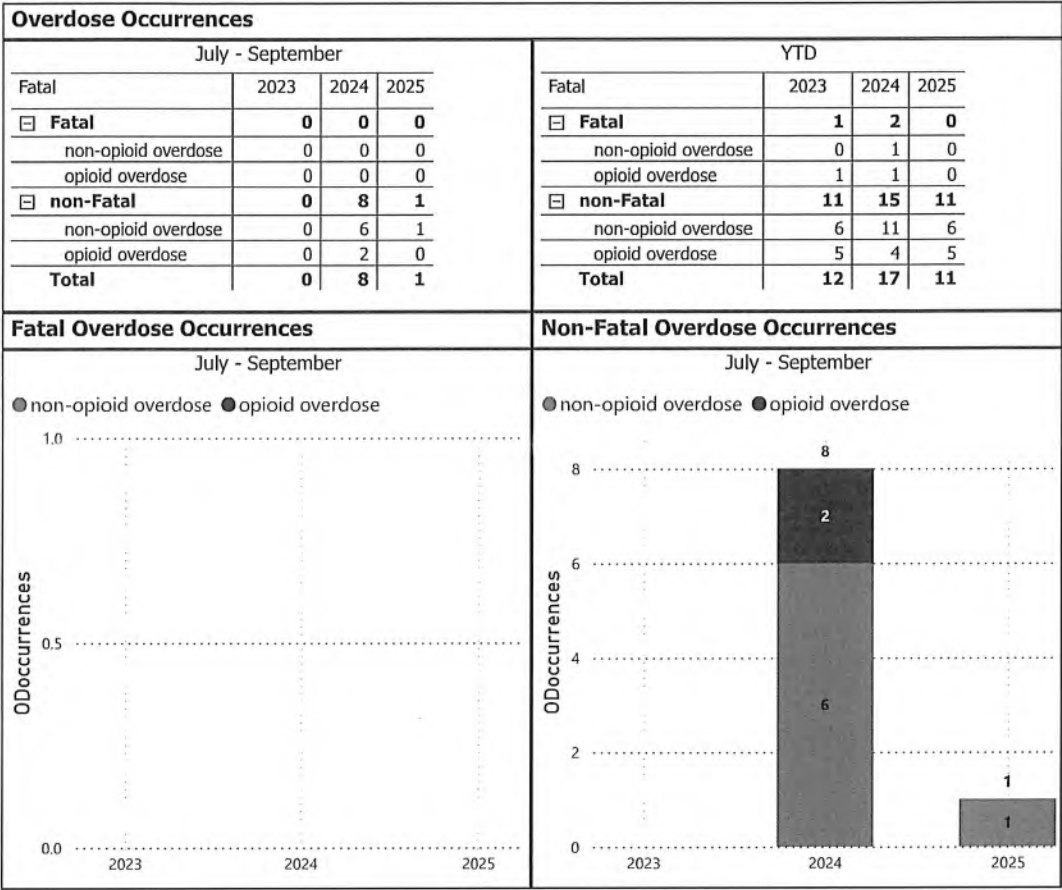 Overdose Occurrences
July - September
Fatal 2023 2024 2025
Fatal 0 0 0
non-opioid overdose 0 0 0
opioid overdose 0 0 0
non-Fatal 0 8 1
non-opioid overdose 0 6 1
opioid overdose 0 2 0
Total 0 8 1
YTD
Fatal 2023 2024 2025
Fatal 1 2 0
non-opioid overdose 0 1 0
opioid overdose 1 1 0
non-Fatal 11 15 11
non-opioid overdose 6 11 6
opioid overdose 5 4 5
Total 12 17 11
Fatal Overdose Occurrences
July - September
non-opioid overdose opioid overdose
ODoccurrences
1.0
0.5
0.0
2023 2024 2025
Non-Fatal Overdose Occurrences
July - September
non-opioid overdose opioid overdose
ODoccurrences
8
6
4
2
0
8
2
6
1
1
2023 2024 2025